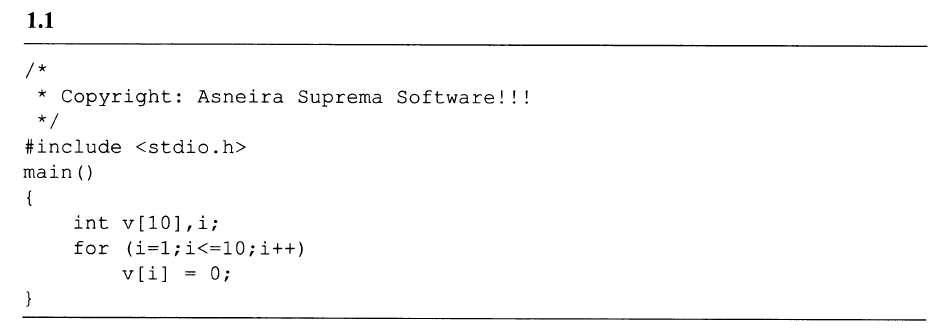 1.1
/*
 * Copyright: Asneira Suprema Software!!!
 */
#include <stdio.h>
main()
{
    int v[10],i;
    for (i=1;i<=10;i++)
        v[i] = 0;
}